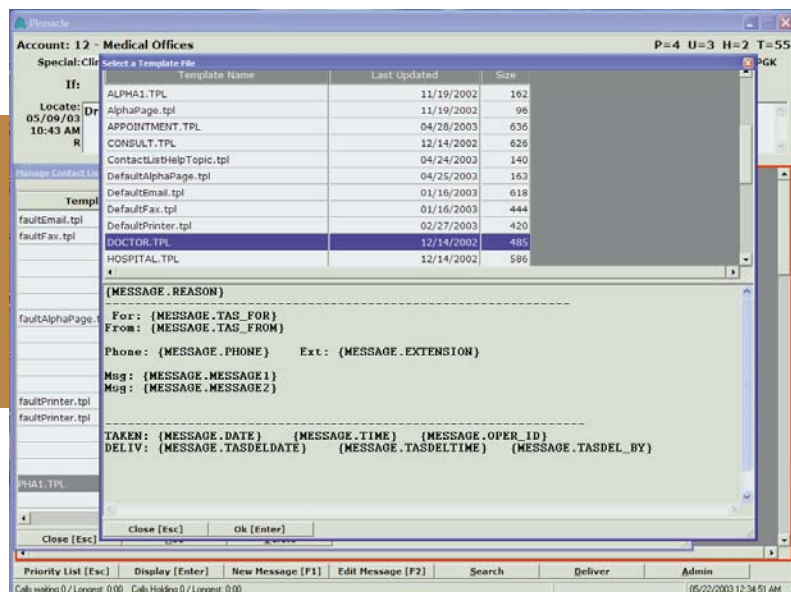 Pinnacle
Account: 12 - Medical Offices P=4 U=3 H=2 T=55
Special: PGK
Select a Template File
If:
Template Name Last Updated Size
Locate: Dr
05/09/03
10:43 AM
R
ALPHA1.TPL 11/19/2002 162
AlphaPage.tpl 11/19/2002 96
APPOINTMENT.TPL 04/28/2003 636
CONSULT.TPL 12/14/2002 626
ContactListHelpTopic.tpl 04/24/2003 140
DefaultAlphaPage.tpl 04/25/2003 163
DefaultEmail.tpl 01/16/2003 618
DefaultFax.tpl 01/16/2003 444
DefaultPrinter.tpl 02/27/2003 420
DOCTOR.TPL 12/14/2002 485
HOSPITAL.TPL 12/14/2002 586
Manage Contact Lis
Templ
faultEmail.tpl
faultFax.tpl
faultAlphaPage.t
faultPrinter.tpl
faultPrinter.tpl
PHA1.TPL
{MESSAGE.REASON}
For: {MESSAGE.TAS_FOR}
From: {MESSAGE.TAS_FROM}
Phone: {MESSAGE.PHONE} Ext: {MESSAGE.EXTENSION}
Msg: {MESSAGE.MESSAGE1}
Msg: {MESSAGE.MESSAGE2}
TAKEN: {MESSAGE.DATE} {MESSAGE.TIME} {MESSAGE.OPER_ID}
DELIV: {MESSAGE.TASDELDATE} {MESSAGE.TASDELTIME} {MESSAGE.TASDEL_BY}
Close [Esc] Ok [Enter]
Close [Esc]
Priority List [Esc] Display [Enter] New Message [F1] Edit Message [F2] Search Deliver Admin
Calls waiting 0 / Longest: 0:00 Calls Holding 0 / Longest: 0:00 05/22/2003 12:34:51 AM